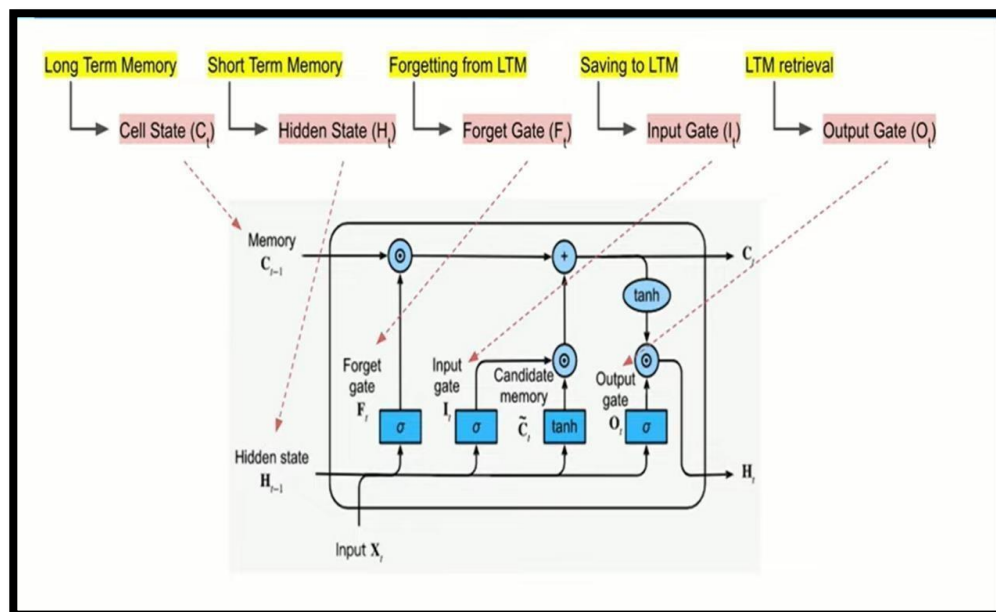 Long Term Memory Short Term Memory Forgetting from LTM Saving to LTM LTM retrieval
Cell State (Cₜ) Hidden State (Hₜ) Forget Gate (Fₜ) Input Gate (Iₜ) Output Gate (Oₜ)
Memory
Cₜ₋₁
⊙
+
Cₜ
tanh
Forget
gate
Fₜ
σ
Input
gate
Iₜ
σ
⊙
Candidate
memory
C̃ₜ
tanh
Output
gate
Oₜ
σ
⊙
Hidden state
Hₜ₋₁
Hₜ
Input Xₜ